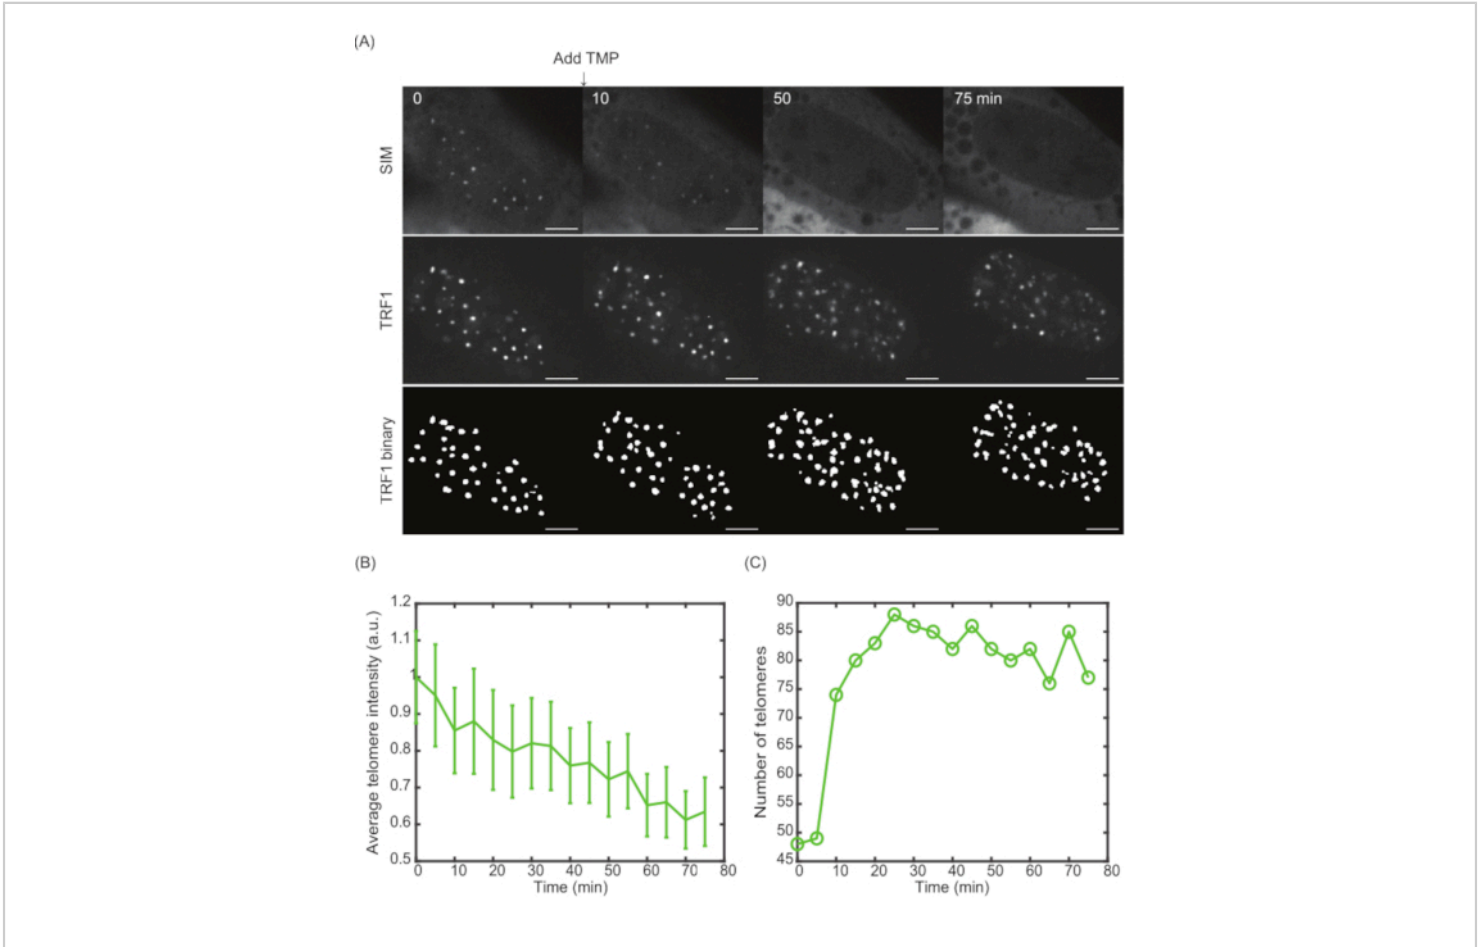 (A)
Add TMP
0 10 50 75 min
SIM
TRF1
TRF1 binary
(B)
Average telomere intensity (a.u.)
1.2
1.1
1
0.9
0.8
0.7
0.6
0.5
0 10 20 30 40 50 60 70 80
Time (min)
(C)
Number of telomeres
90
85
80
75
70
65
60
55
50
45
0 10 20 30 40 50 60 70 80
Time (min)